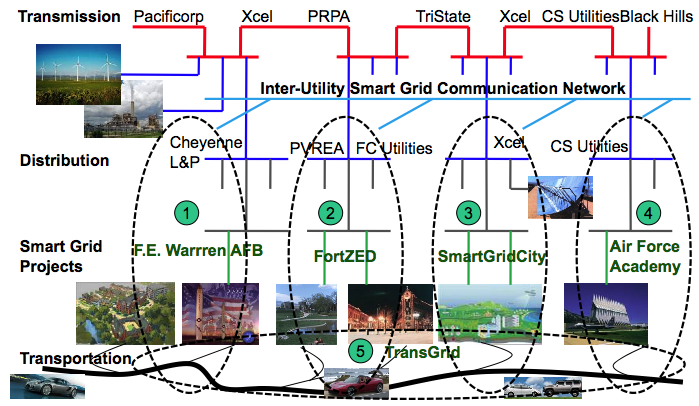 Transmission Pacificorp Xcel PRPA TriState Xcel CS Utilities Black Hills
Inter-Utility Smart Grid Communication Network
Cheyenne L&P PVREA FC Utilities Xcel CS Utilities
Distribution
1 2 3 4
Smart Grid Projects F.E. Warrren AFB FortZED SmartGridCity Air Force Academy
5 TransGrid
Transportation